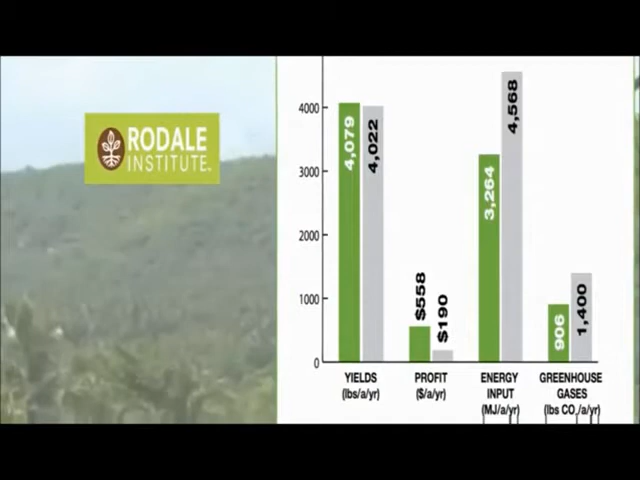 RODALE
INSTITUTE
4000
3000
2000
1000
0
4,079
4,022
$558
$190
3,264
4,568
906
1,400
YIELDS
(lbs/a/yr)
PROFIT
($/a/yr)
ENERGY
INPUT
(MJ/a/yr)
GREENHOUSE
GASES
(lbs CO /a/yr)